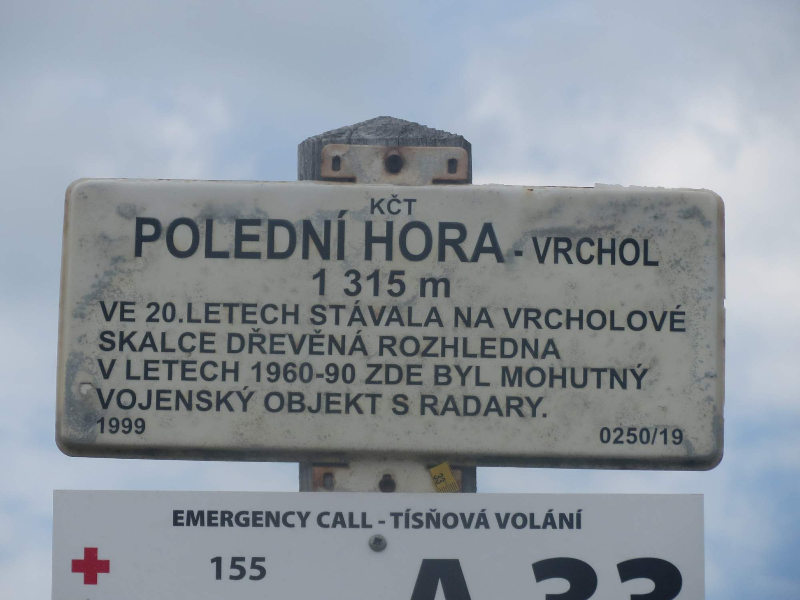 KČT
POLEDNÍ HORA - VRCHOL
1 315 m
VE 20.LETECH STÁVALA NA VRCHOLOVÉ
SKALCE DŘEVĚNÁ ROZHLEDNA
V LETECH 1960-90 ZDE BYL MOHUTNÝ
VOJENSKÝ OBJEKT S RADARY.
1999 0250/19
EMERGENCY CALL - TÍSŇOVÁ VOLÁNÍ
155 A 33